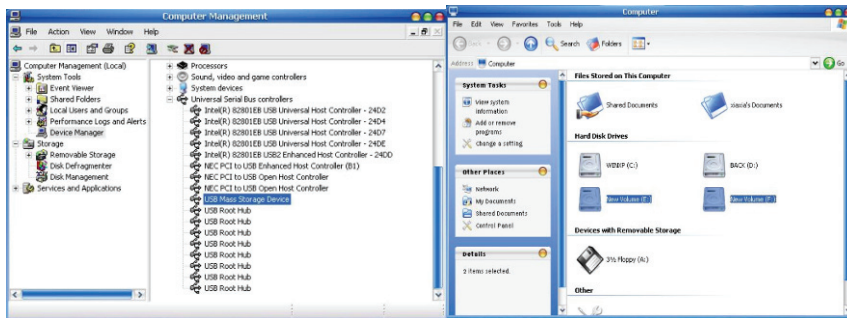 Computer Management
File Action View Window Help
Computer Management (Local)
System Tools
Event Viewer
Shared Folders
Local Users and Groups
Performance Logs and Alerts
Device Manager
Storage
Removable Storage
Disk Defragmenter
Disk Management
Services and Applications
Processors
Sound, video and game controllers
System devices
Universal Serial Bus controllers
Intel(R) 82801EB USB Universal Host Controller - 24D2
Intel(R) 82801EB USB Universal Host Controller - 24D4
Intel(R) 82801EB USB Universal Host Controller - 24D7
Intel(R) 82801EB USB Universal Host Controller - 24DE
Intel(R) 82801EB USB2 Enhanced Host Controller - 24DD
NEC PCI to USB Enhanced Host Controller (B1)
NEC PCI to USB Open Host Controller
NEC PCI to USB Open Host Controller
USB Mass Storage Device
USB Root Hub
USB Root Hub
USB Root Hub
USB Root Hub
USB Root Hub
USB Root Hub
USB Root Hub
Computer
File Edit View Favorites Tools Help
Back Search Folders
Address Computer Go
System Tasks
View system
information
Add or remove
programs
Change a setting
Other Places
Network
My Documents
Shared Documents
Control Panel
Details
2 items selected.
Files Stored on This Computer
Shared Documents
Documents
Hard Disk Drives
WINXP (C:)
BACK (D:)
New Volume (E:)
New Volume (F:)
Devices with Removable Storage
3½ Floppy (A:)
Other